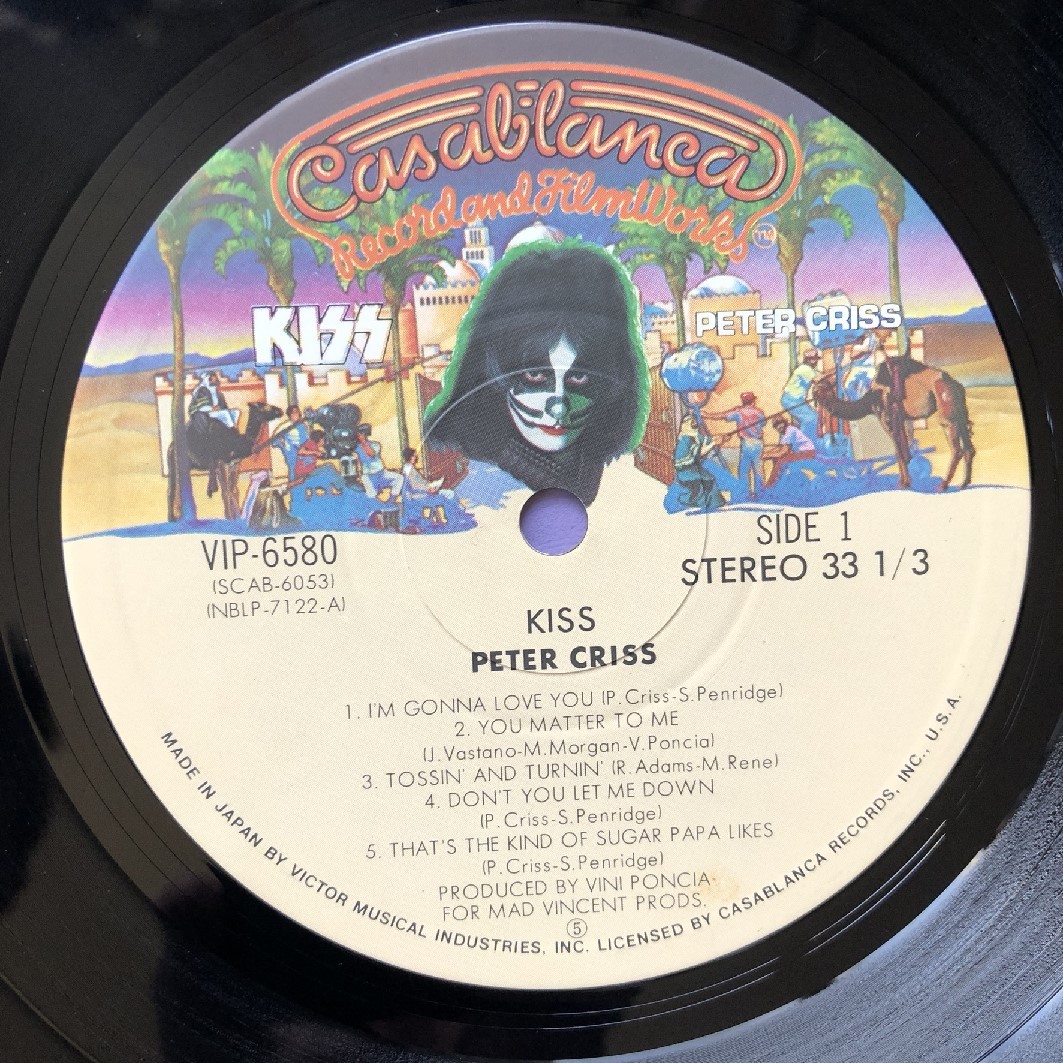 Casablanca
Record and FilmWorks TM
KISS
PETER CRISS
VIP-6580
(SCAB-6053)
(NBLP-7122-A)
SIDE 1
STEREO 33 1/3
KISS
PETER CRISS
1. I'M GONNA LOVE YOU (P. Criss-S.Penridge)
2. YOU MATTER TO ME
(J. Vastano-M.Morgan-V.Poncia)
3. TOSSIN' AND TURNIN' (R. Adams-M. Rene)
4. DON'T YOU LET ME DOWN
(P. Criss-S.Penridge)
5. THAT'S THE KIND OF SUGAR PAPA LIKES
(P. Criss-S.Penridge)
PRODUCED BY VINI PONCIA
FOR MAD VINCENT PRODS.
⑤
MADE IN JAPAN BY VICTOR MUSICAL INDUSTRIES, INC. LICENSED BY CASABLANCA RECORDS, INC., U.S.A.